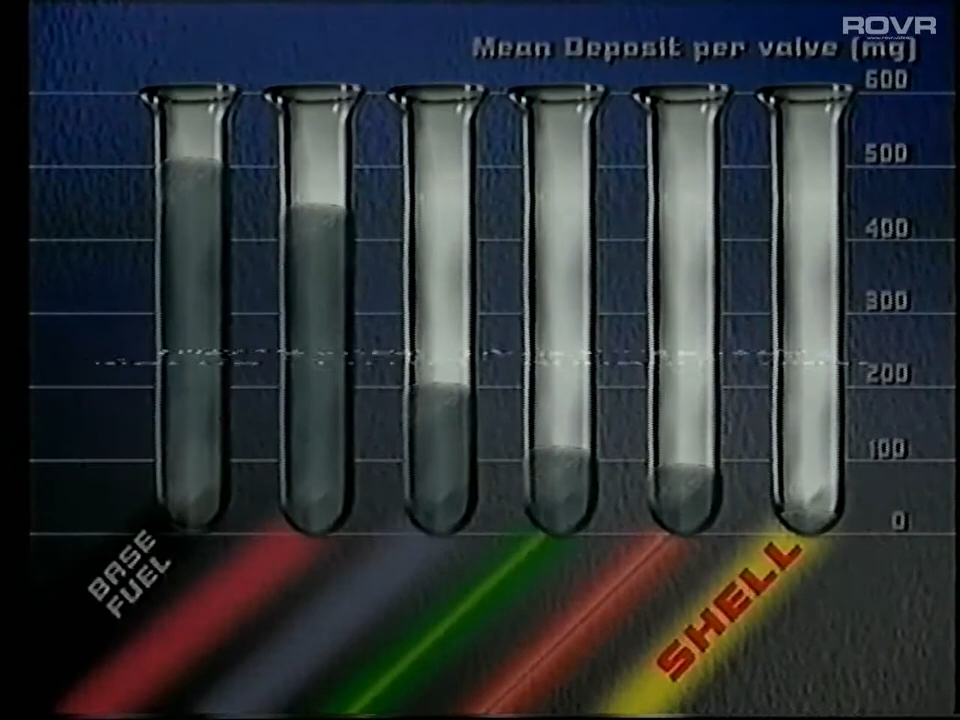 ROVR
Mean Deposit per valve (mg)
600
500
400
300
200
100
0
BASE
FUEL
SHELL